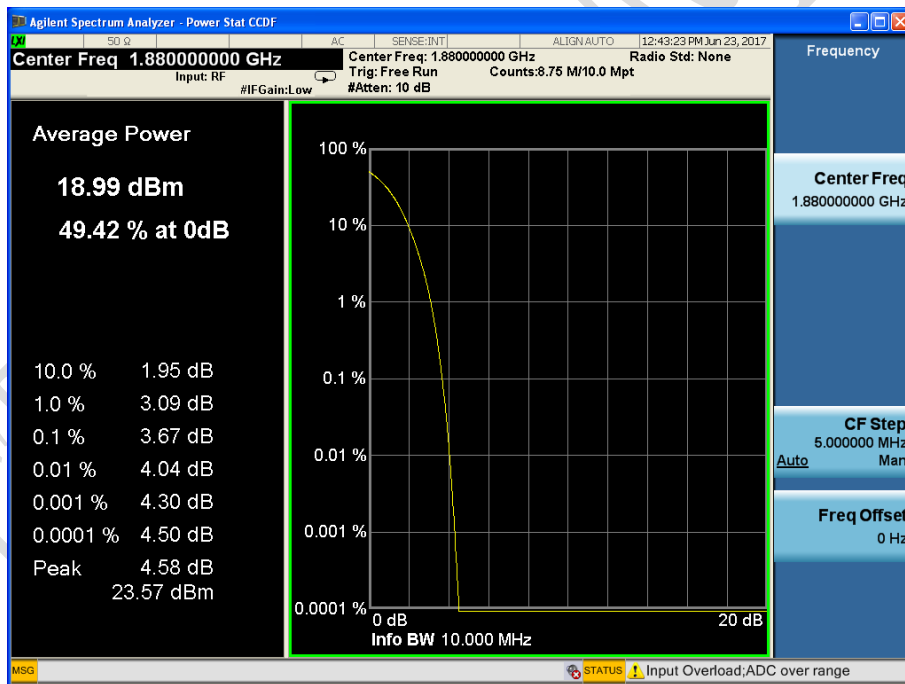 Agilent Spectrum Analyzer - Power Stat CCDF
LXI 50 Ω AC SENSE:INT ALIGN AUTO 12:43:23 PM Jun 23, 2017
Center Freq 1.880000000 GHz
Input: RF
#IFGain:Low
Center Freq: 1.880000000 GHz
Trig: Free Run Counts:8.75 M/10.0 Mpt
#Atten: 10 dB
Radio Std: None
Average Power
18.99 dBm
49.42 % at 0dB
10.0 % 1.95 dB
1.0 % 3.09 dB
0.1 % 3.67 dB
0.01 % 4.04 dB
0.001 % 4.30 dB
0.0001 % 4.50 dB
Peak 4.58 dB
23.57 dBm
100 %
10 %
1 %
0.1 %
0.01 %
0.001 %
0.0001 %
0 dB 20 dB
Info BW 10.000 MHz
Frequency
Center Freq
1.880000000 GHz
CF Step
5.000000 MHz
Auto Man
Freq Offset
0 Hz
MSG STATUS Input Overload;ADC over range